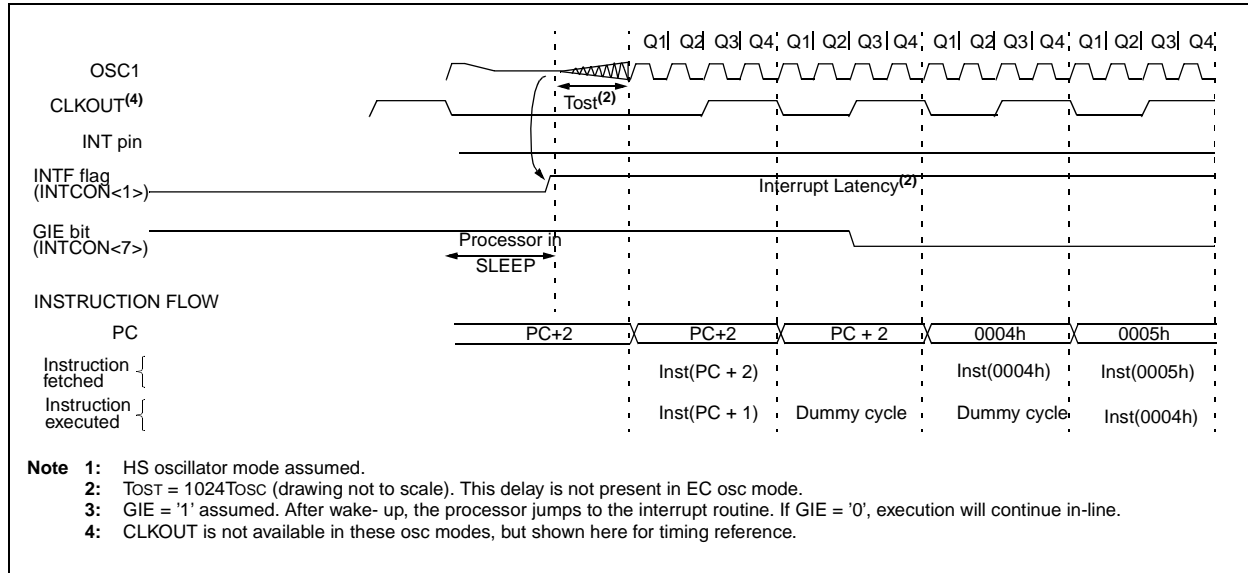 Q1| Q2| Q3| Q4| Q1| Q2| Q3| Q4| Q1| Q2| Q3| Q4| Q1| Q2| Q3| Q4
OSC1
TOST(2)
CLKOUT(4)
INT pin
INTF flag
(INTCON<1>)
Interrupt Latency(2)
GIE bit
(INTCON<7>)
Processor in
SLEEP
INSTRUCTION FLOW
PC PC+2 PC+2 PC + 2 0004h 0005h
Instruction
fetched
Inst(PC + 2) Inst(0004h) Inst(0005h)
Instruction
executed
Inst(PC + 1) Dummy cycle Dummy cycle Inst(0004h)
Note 1: HS oscillator mode assumed.
2: TOST = 1024TOSC (drawing not to scale). This delay is not present in EC osc mode.
3: GIE = '1' assumed. After wake- up, the processor jumps to the interrupt routine. If GIE = '0', execution will continue in-line.
4: CLKOUT is not available in these osc modes, but shown here for timing reference.